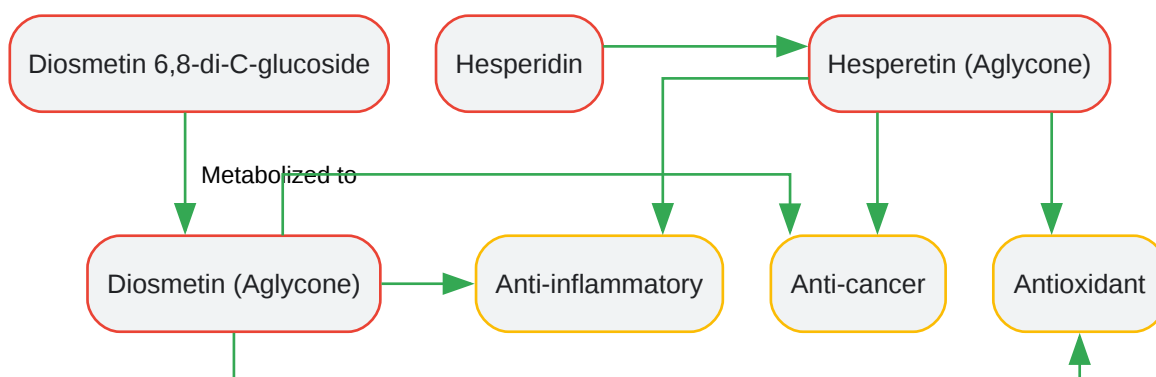 Diosmetin 6,8-di-C-glucoside
Hesperidin
Hesperetin (Aglycone)
Metabolized to
Diosmetin (Aglycone)
Anti-inflammatory
Anti-cancer
Antioxidant